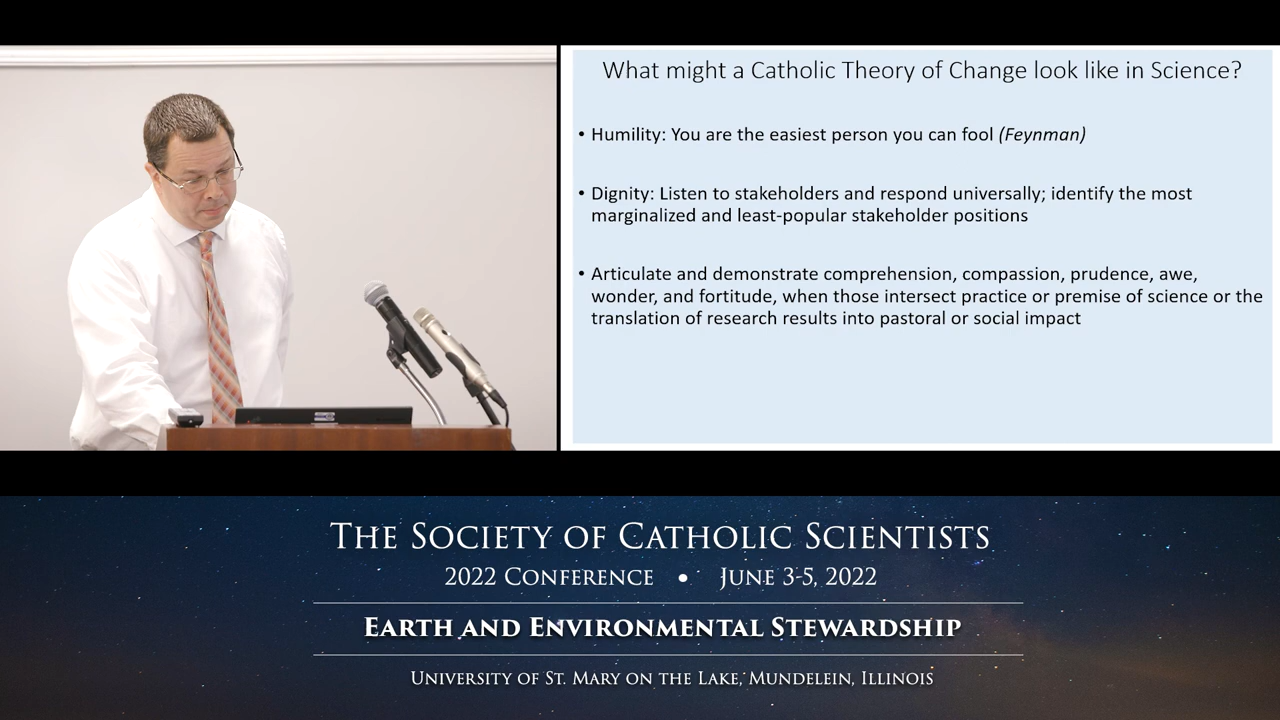 What might a Catholic Theory of Change look like in Science?
• Humility: You are the easiest person you can fool (Feynman)
• Dignity: Listen to stakeholders and respond universally; identify the most
marginalized and least-popular stakeholder positions
• Articulate and demonstrate comprehension, compassion, prudence, awe,
wonder, and fortitude, when those intersect practice or premise of science or the
translation of research results into pastoral or social impact
The Society of Catholic Scientists
2022 Conference • June 3-5, 2022
Earth and Environmental Stewardship
University of St. Mary on the Lake, Mundelein, Illinois